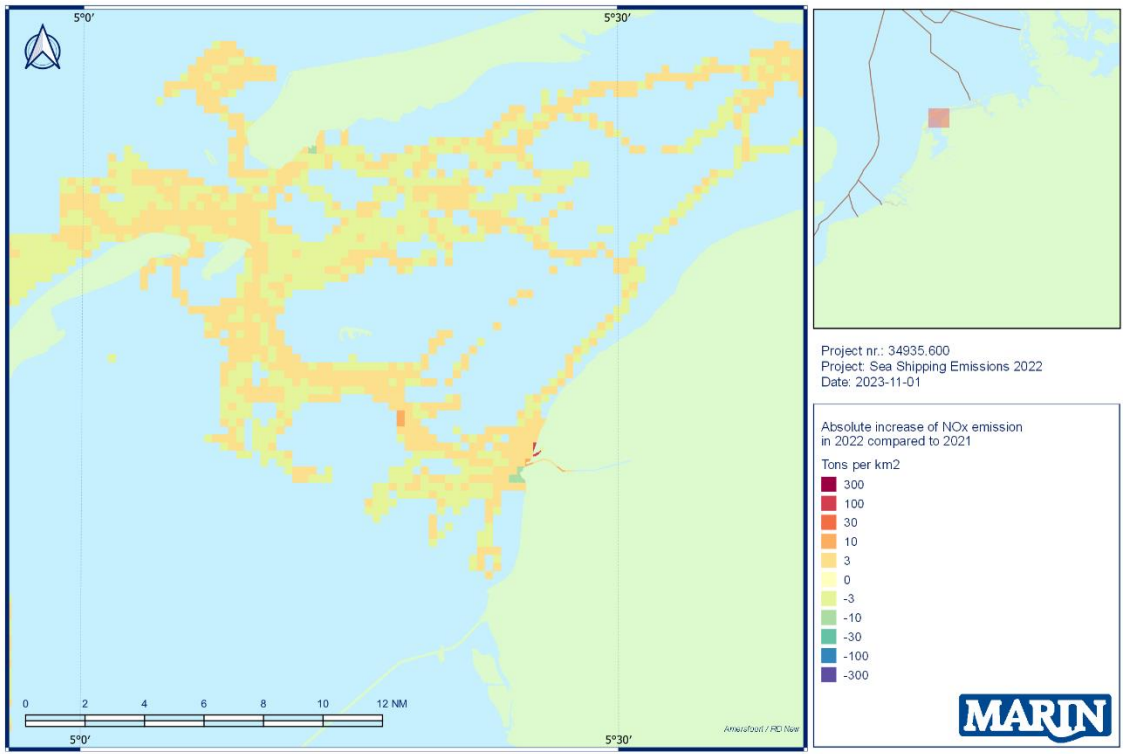 5°0'
5°30'
Project nr.: 34935.600
Project: Sea Shipping Emissions 2022
Date: 2023-11-01
Absolute increase of NOx emission
in 2022 compared to 2021
Tons per km2
300
100
30
10
3
0
-3
-10
-30
-100
-300
0 2 4 6 8 10 12 NM
Amersfoort / RD New
5°0'
5°30'
MARIN